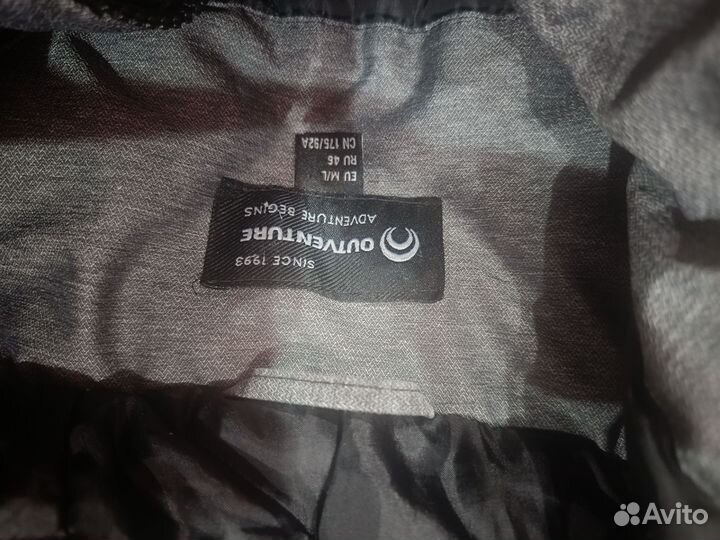 SINCE 1993
OUTVENTURE
ADVENTURE BEGINS
EU M/L
RU 46
CN 175/92A
Avito